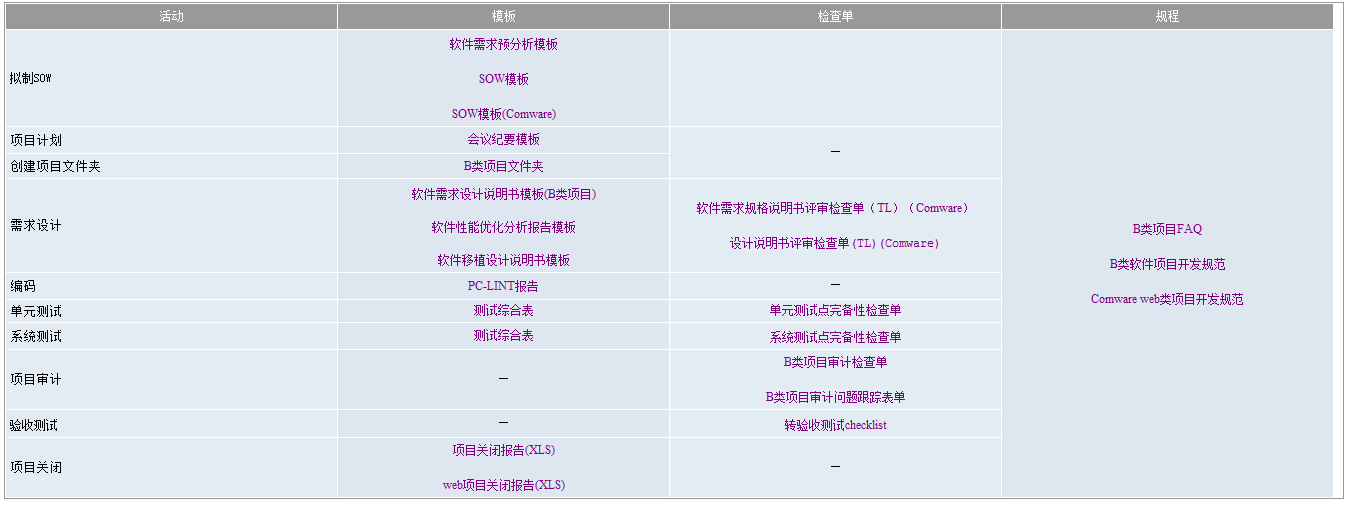 活动 模板 检查单 规程
拟制SOW
软件需求预分析模板
SOW模板
SOW模板(Comware)
项目计划
会议纪要模板
—
创建项目文件夹
B类项目文件夹
需求设计
软件需求设计说明书模板(B类项目)
软件性能优化分析报告模板
软件移植设计说明书模板
软件需求规格说明书评审检查单（TL）（Comware）
设计说明书评审检查单(TL)(Comware)
编码
PC-LINT报告
—
单元测试
测试综合表
单元测试点完备性检查单
系统测试
测试综合表
系统测试点完备性检查单
项目审计
—
B类项目审计检查单
B类项目审计问题跟踪表单
验收测试
—
转验收测试checklist
项目关闭
项目关闭报告(XLS)
web项目关闭报告(XLS)
—
B类项目FAQ
B类软件项目开发规范
Comware web类项目开发规范